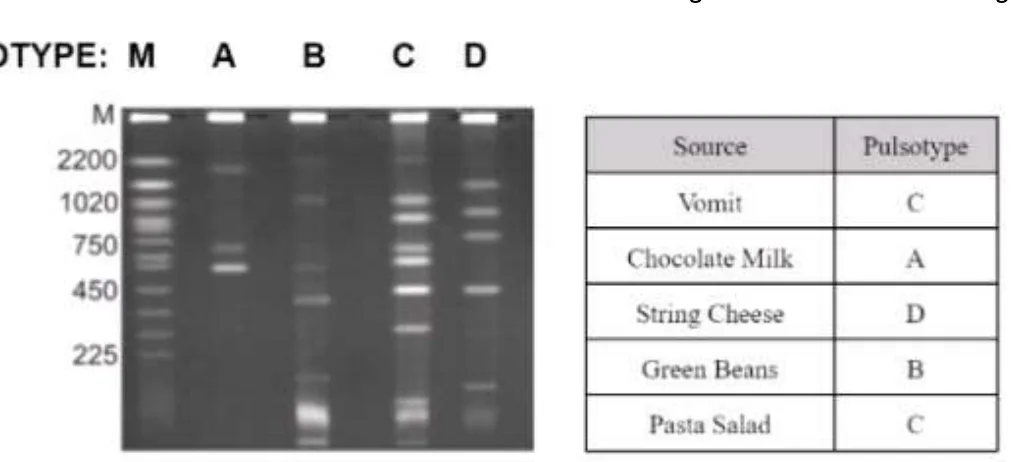 OTYPE: M A B C D
M
2200
1020
750
450
225
Source Pulsotype
Vomit C
Chocolate Milk A
String Cheese D
Green Beans B
Pasta Salad C